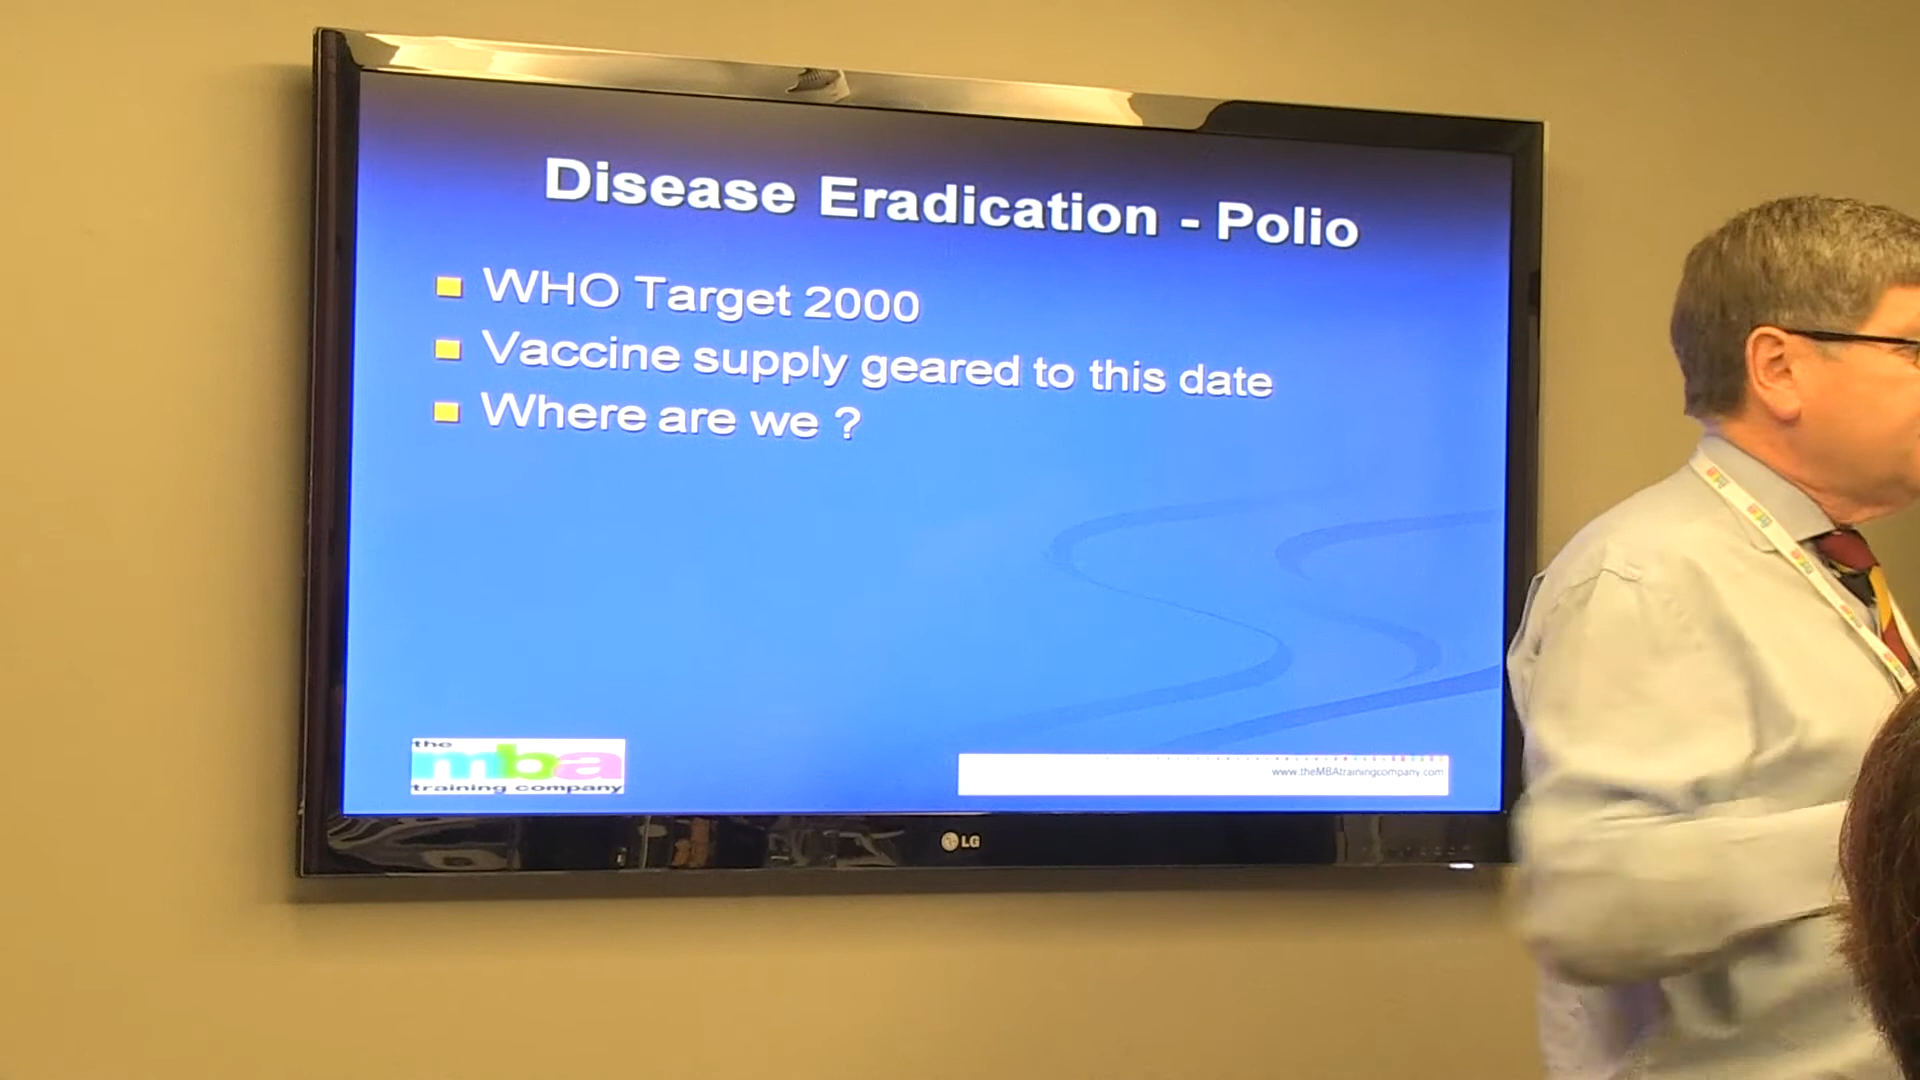 Disease Eradication - Polio
WHO Target 2000
Vaccine supply geared to this date
Where are we ?
the
mba
training company
www.theMBAtrainingcompany.com
LG